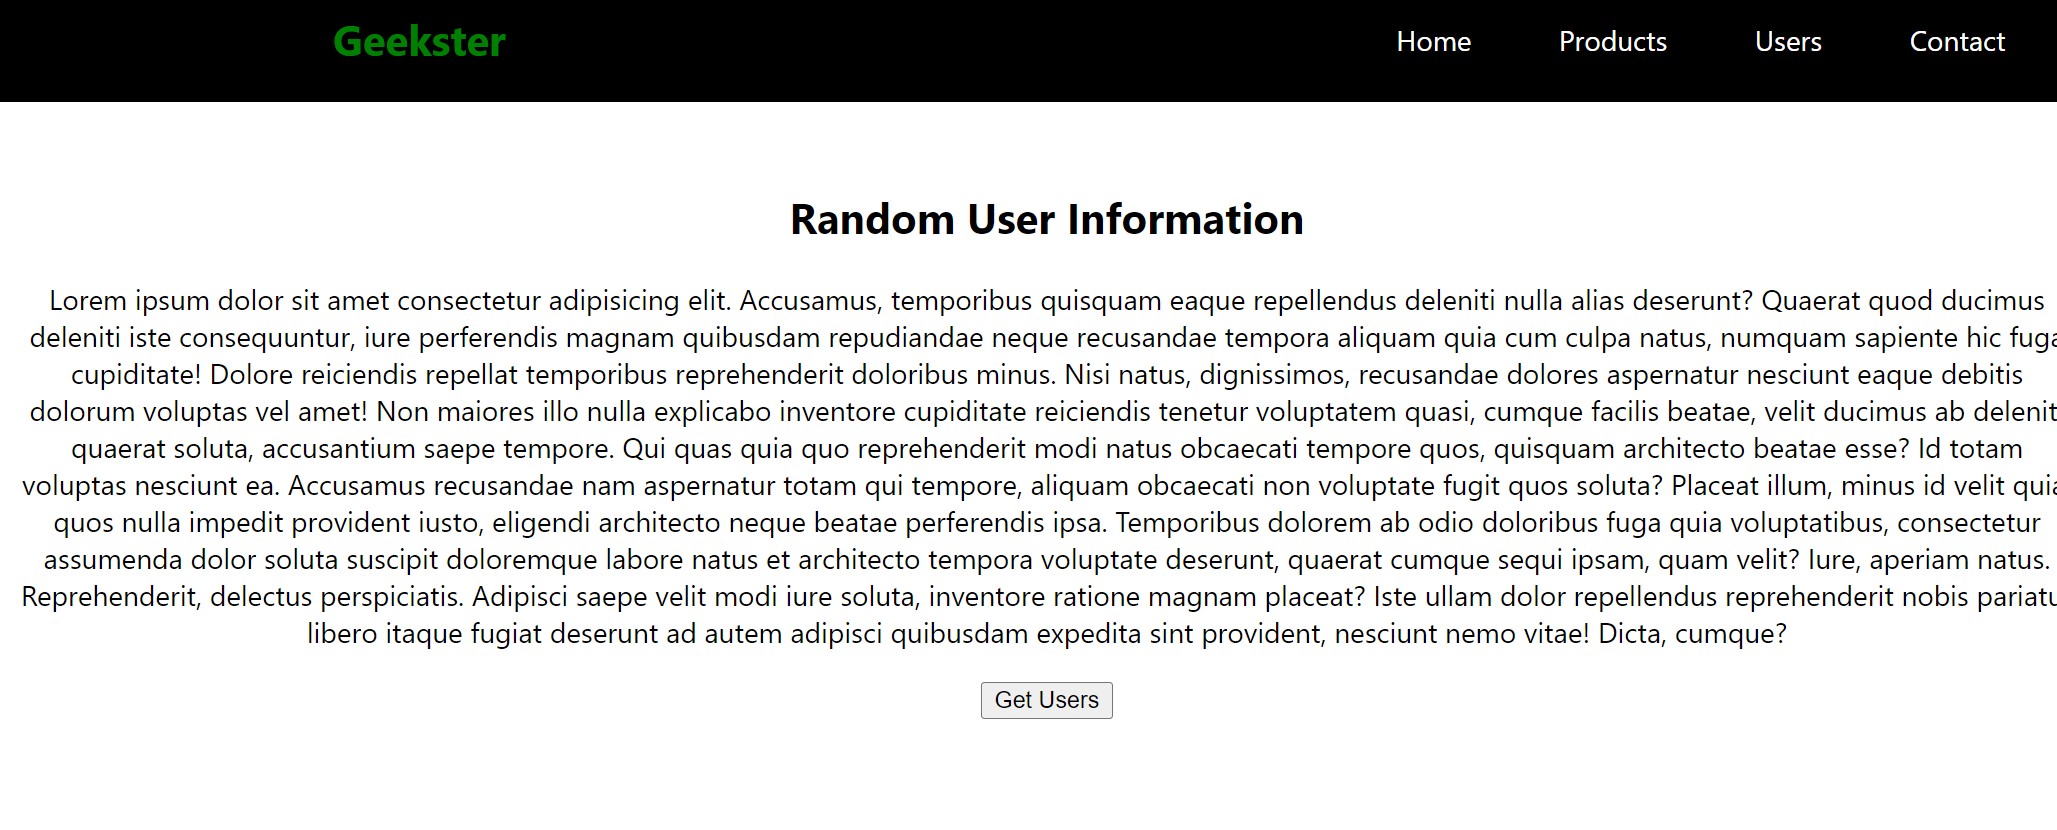 Geekster
Home Products Users Contact
Random User Information
Lorem ipsum dolor sit amet consectetur adipisicing elit. Accusamus, temporibus quisquam eaque repellendus deleniti nulla alias deserunt? Quaerat quod ducimus
deleniti iste consequuntur, iure perferendis magnam quibusdam repudiandae neque recusandae tempora aliquam quia cum culpa natus, numquam sapiente hic fuga
cupiditate! Dolore reiciendis repellat temporibus reprehenderit doloribus minus. Nisi natus, dignissimos, recusandae dolores aspernatur nesciunt eaque debitis
dolorum voluptas vel amet! Non maiores illo nulla explicabo inventore cupiditate reiciendis tenetur voluptatem quasi, cumque facilis beatae, velit ducimus ab delenit
quaerat soluta, accusantium saepe tempore. Qui quas quia quo reprehenderit modi natus obcaecati tempore quos, quisquam architecto beatae esse? Id totam
voluptas nesciunt ea. Accusamus recusandae nam aspernatur totam qui tempore, aliquam obcaecati non voluptate fugit quos soluta? Placeat illum, minus id velit quia
quos nulla impedit provident iusto, eligendi architecto neque beatae perferendis ipsa. Temporibus dolorem ab odio doloribus fuga quia voluptatibus, consectetur
assumenda dolor soluta suscipit doloremque labore natus et architecto tempora voluptate deserunt, quaerat cumque sequi ipsam, quam velit? Iure, aperiam natus.
Reprehenderit, delectus perspiciatis. Adipisci saepe velit modi iure soluta, inventore ratione magnam placeat? Iste ullam dolor repellendus reprehenderit nobis pariatu
libero itaque fugiat deserunt ad autem adipisci quibusdam expedita sint provident, nesciunt nemo vitae! Dicta, cumque?
Get Users